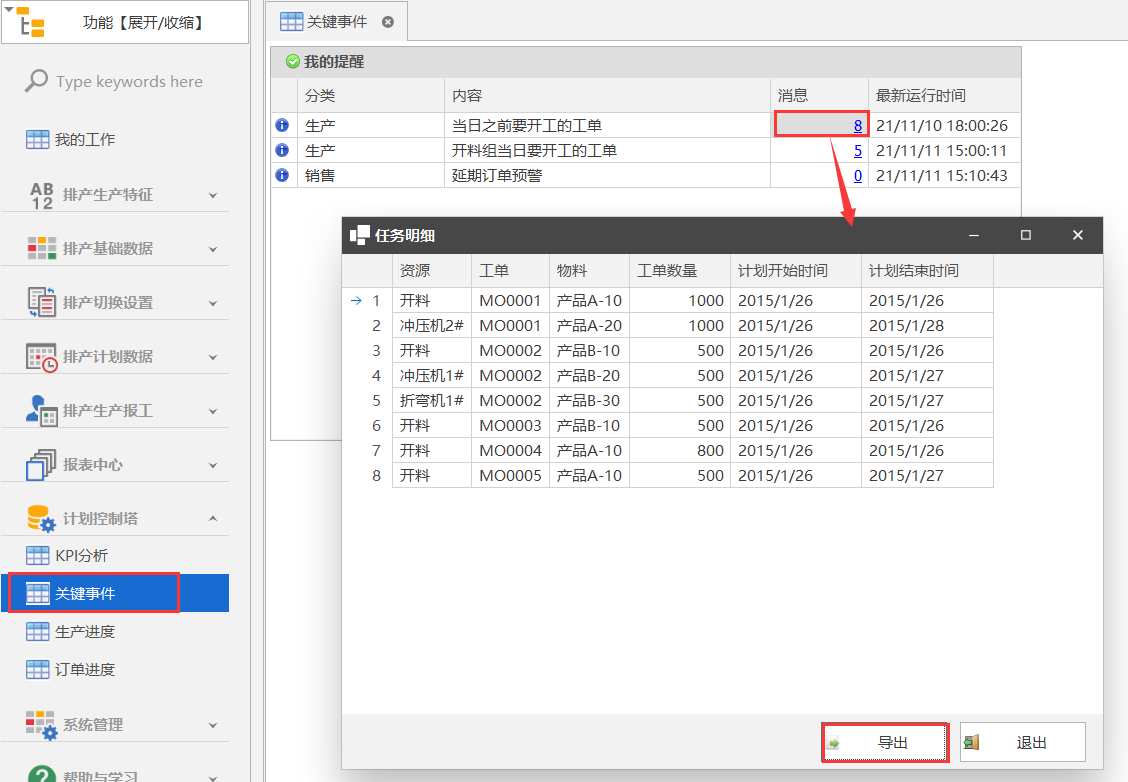 功能【展开/收缩】
Type keywords here
我的工作
排产生产特征
排产基础数据
排产切换设置
排产计划数据
排产生产报工
报表中心
计划控制塔
KPI分析
关键事件
生产进度
订单进度
系统管理
帮助与学习
关键事件
我的提醒
分类 内容 消息 最新运行时间
生产 当日之前要开工的工单 8 21/11/10 18:00:26
生产 开料组当日要开工的工单 5 21/11/11 15:00:11
销售 延期订单预警 0 21/11/11 15:10:43
任务明细
资源 工单 物料 工单数量 计划开始时间 计划结束时间
1 开料 MO0001 产品A-10 1000 2015/1/26 2015/1/26
2 冲压机2# MO0001 产品A-20 1000 2015/1/26 2015/1/28
3 开料 MO0002 产品B-10 500 2015/1/26 2015/1/26
4 冲压机1# MO0002 产品B-20 500 2015/1/26 2015/1/27
5 折弯机1# MO0002 产品B-30 500 2015/1/26 2015/1/27
6 开料 MO0003 产品B-10 500 2015/1/26 2015/1/26
7 开料 MO0004 产品A-10 800 2015/1/26 2015/1/26
8 开料 MO0005 产品A-10 500 2015/1/26 2015/1/27
导出 退出